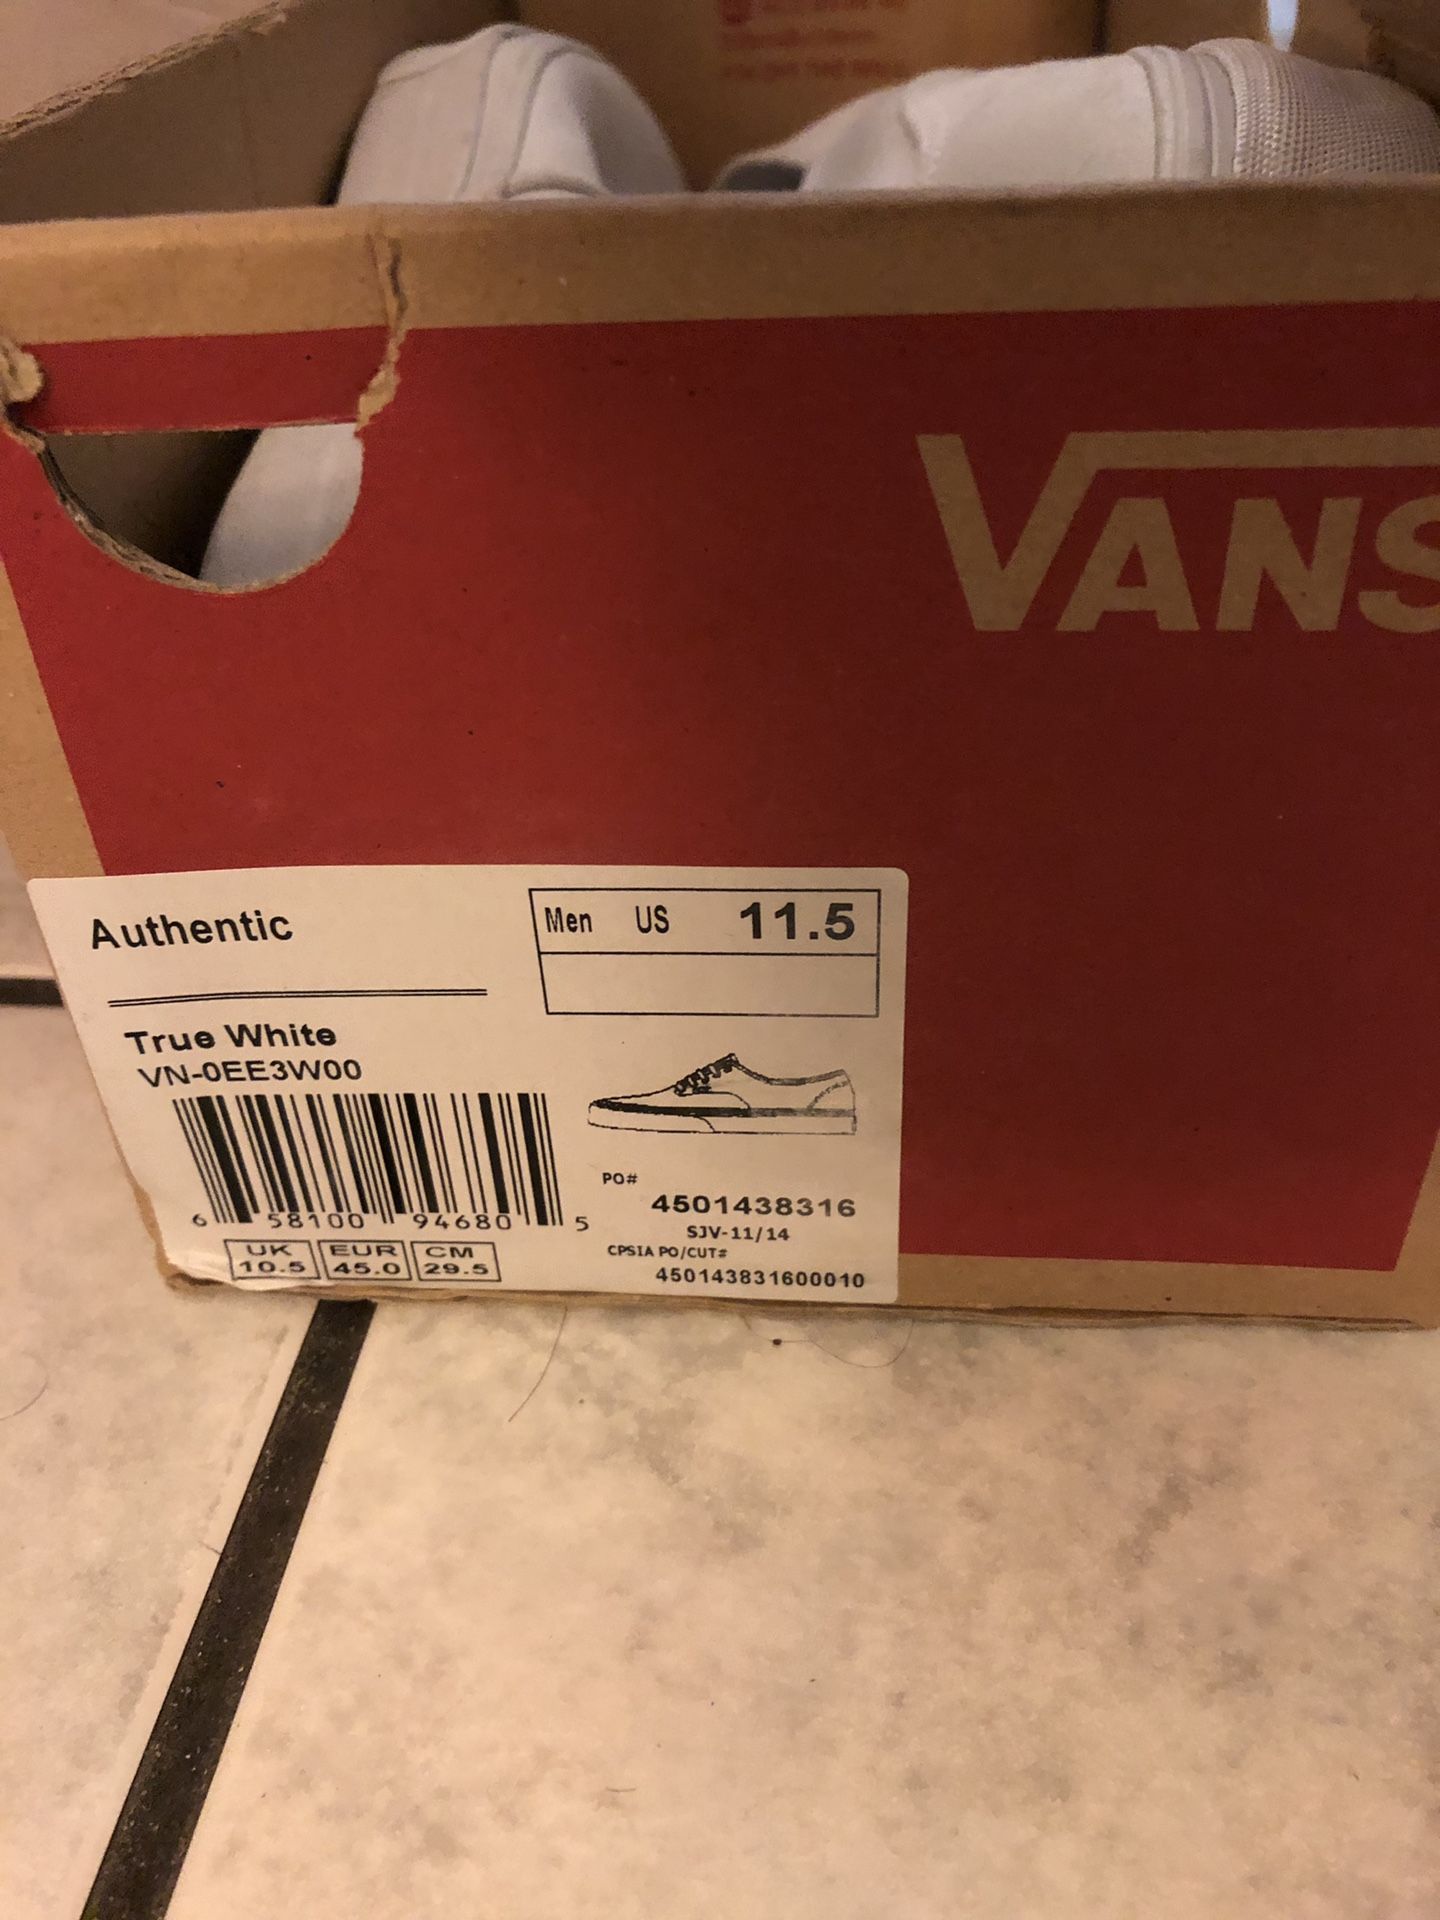 VANS
Authentic
Men US 11.5
True White
VN-0EE3W00
6 58100 94680 5
UK 10.5
EUR 45.0
CM 29.5
PO#
4501438316
SJV-11/14
CPSIA PO/CUT#
450143831600010